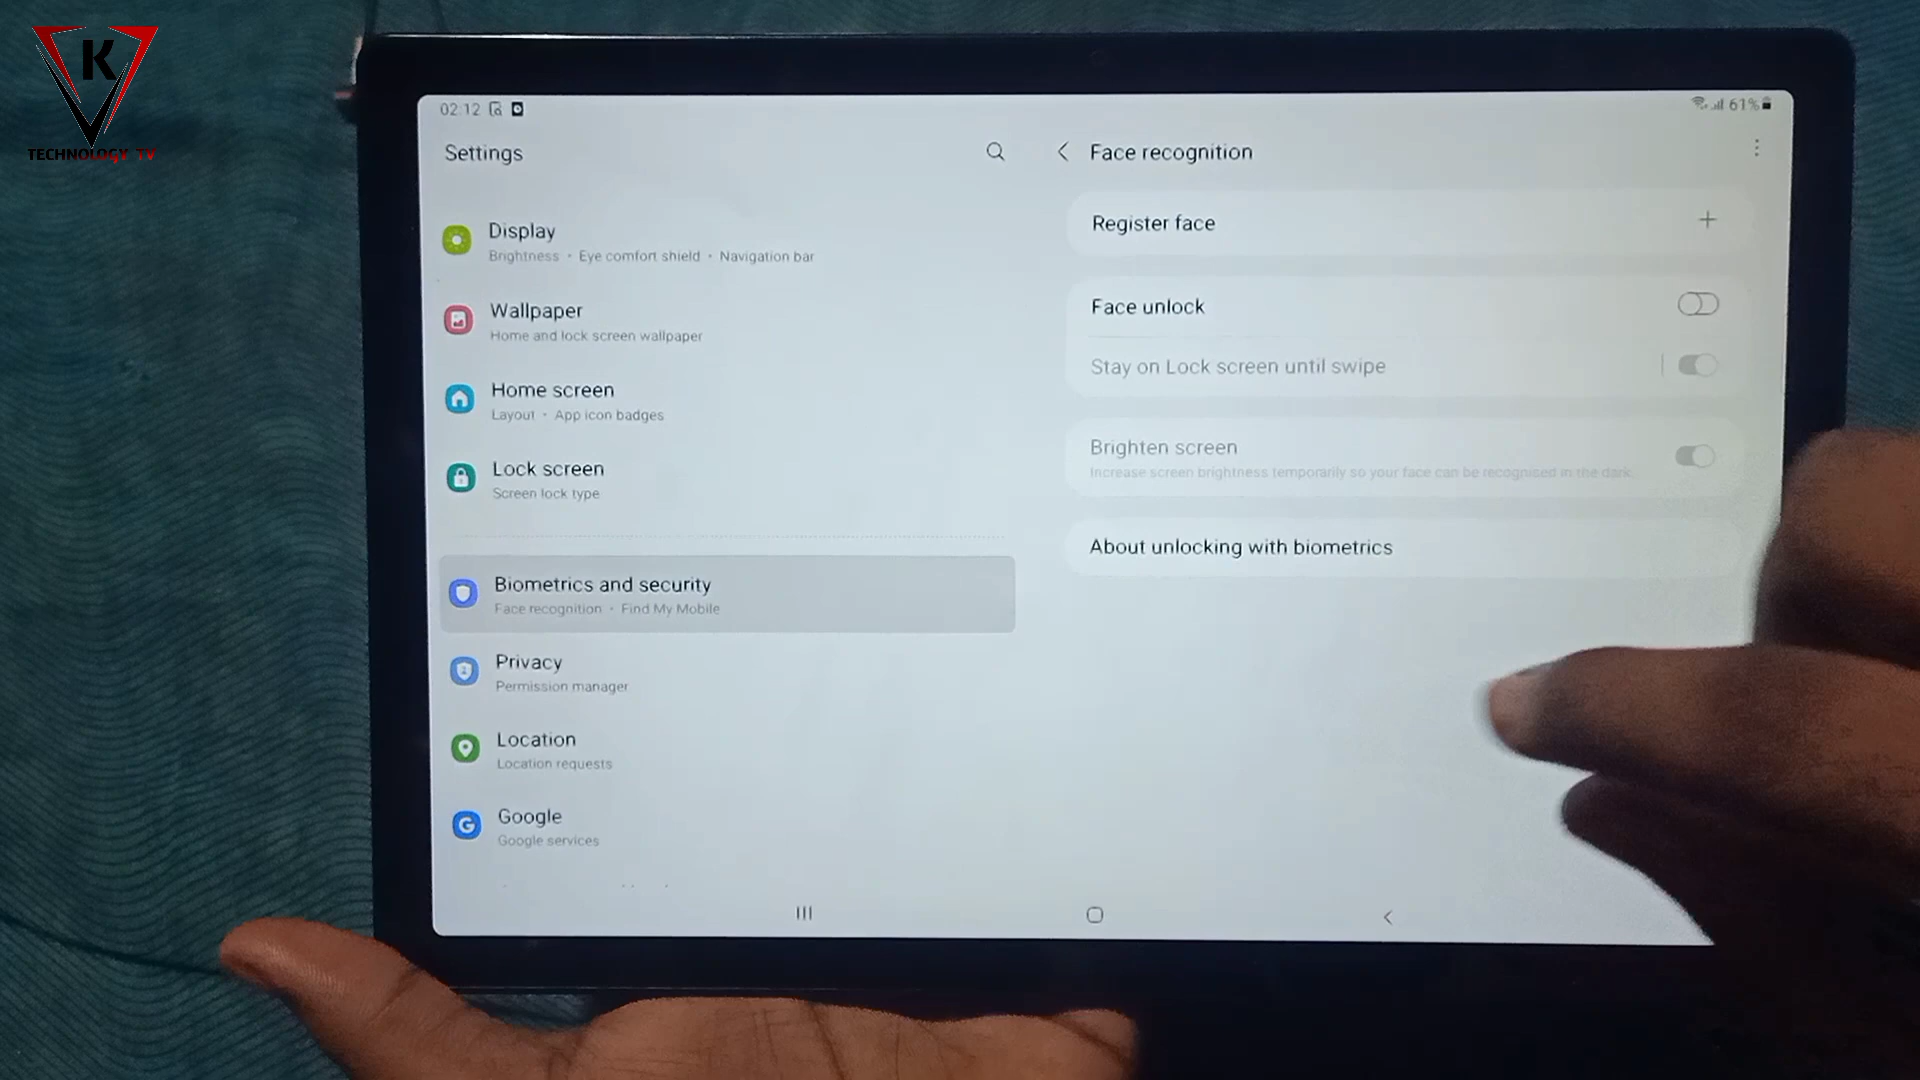 K
TECHNOLOGY TV
02:12
61%
Settings
Display
Brightness • Eye comfort shield • Navigation bar
Wallpaper
Home and lock screen wallpaper
Home screen
Layout • App icon badges
Lock screen
Screen lock type
Biometrics and security
Face recognition • Find My Mobile
Privacy
Permission manager
Location
Location requests
Google
Google services
Face recognition
Register face
Face unlock
Stay on Lock screen until swipe
Brighten screen
Increase screen brightness temporarily so your face can be recognised in the dark.
About unlocking with biometrics